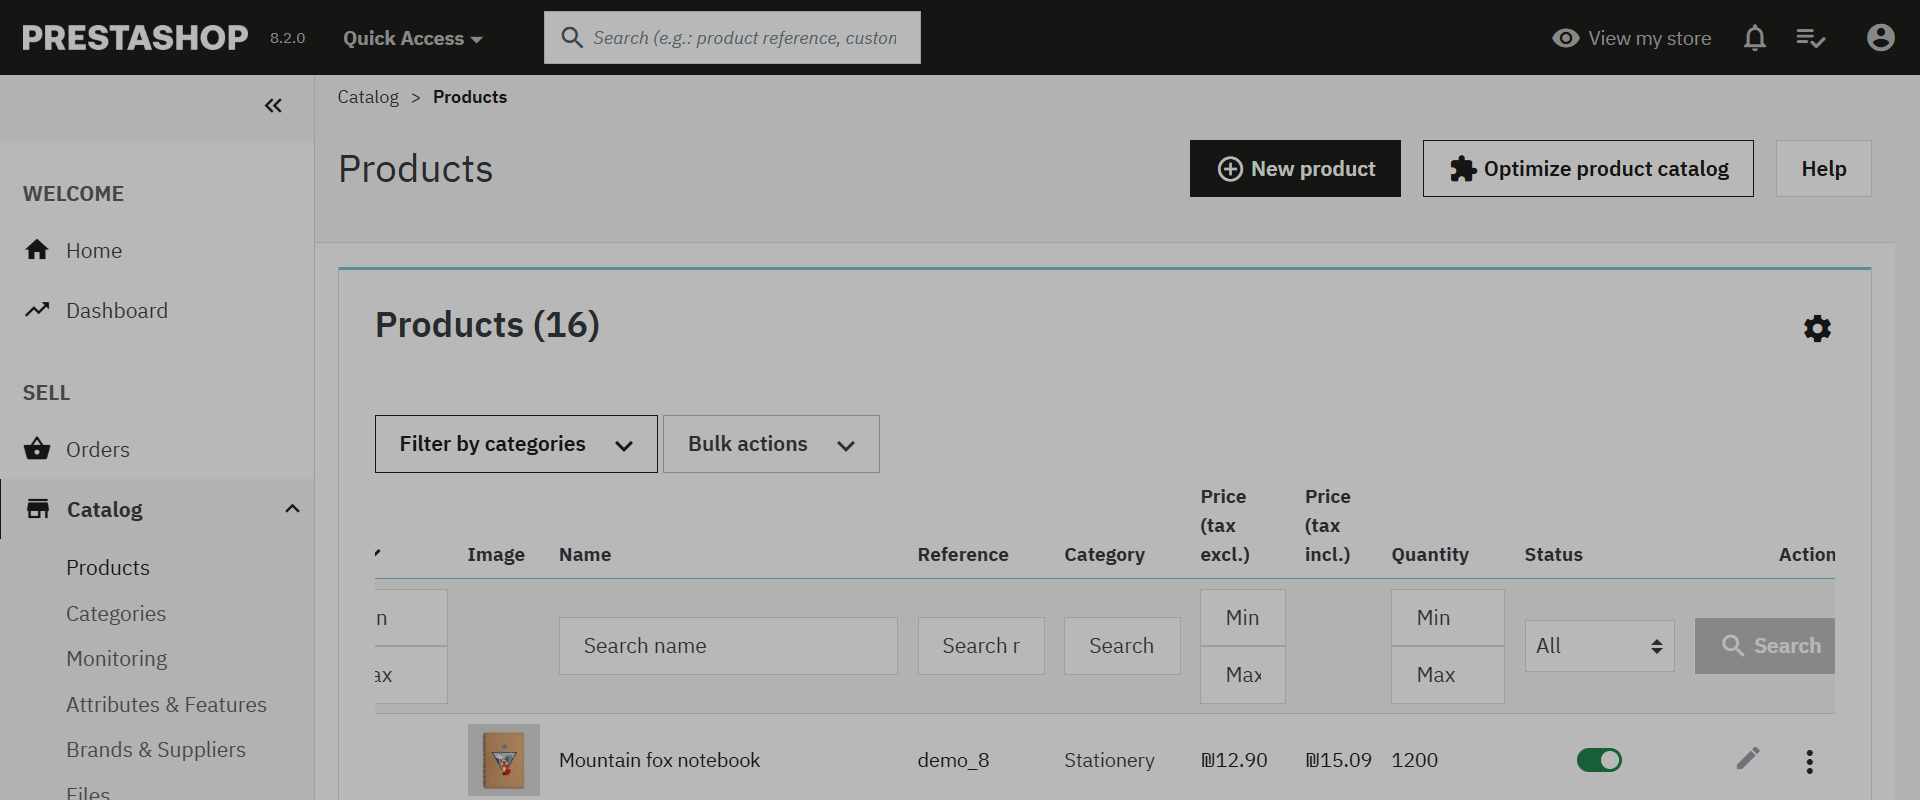 PRESTASHOP 8.2.0 Quick Access Search (e.g.: product reference, custon View my store
Catalog > Products
Products
New product
Optimize product catalog
Help
WELCOME
Home
Dashboard
SELL
Orders
Catalog
Products
Categories
Monitoring
Attributes & Features
Brands & Suppliers
Files
Products (16)
Filter by categories
Bulk actions
Image Name Reference Category Price (tax excl.) Price (tax incl.) Quantity Status Action
n
ax
Search name
Search r
Search
Min
Max
Min
Max
All
Search
Mountain fox notebook demo_8 Stationery ₪12.90 ₪15.09 1200